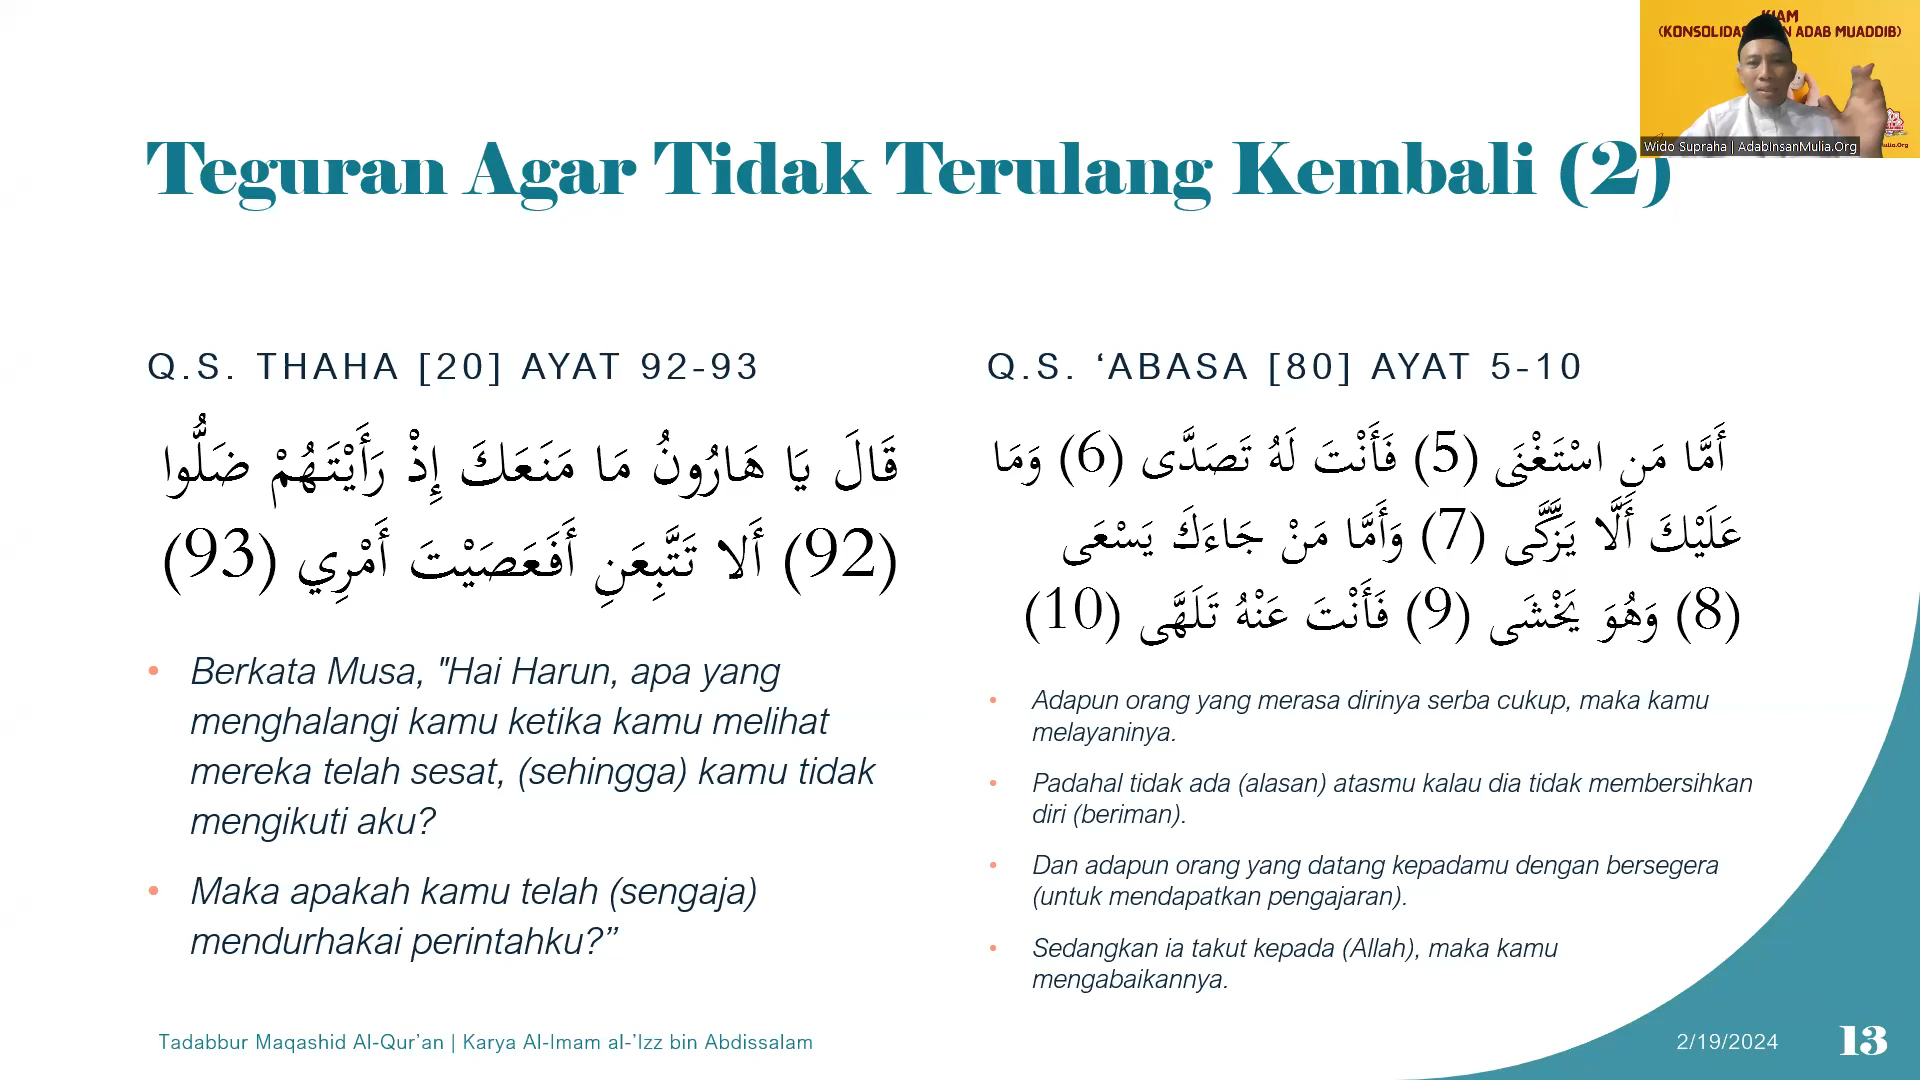 KIAM
(KONSOLIDAS N ADAB MUADDIB)
Wido Supraha | AdabInsanMulia.Org
Teguran Agar Tidak Terulang Kembali (2)
Q.S. THAHA [20] AYAT 92-93
قَالَ يَا هَارُونُ مَا مَنَعَكَ إِذْ رَأَيْتَهُمْ ضَلُّوا
(92) أَلا تَتَّبِعَنِ أَفَعَصَيْتَ أَمْرِي (93)
Berkata Musa, "Hai Harun, apa yang
menghalangi kamu ketika kamu melihat
mereka telah sesat, (sehingga) kamu tidak
mengikuti aku?
Maka apakah kamu telah (sengaja)
mendurhakai perintahku?”
Q.S. ‘ABASA [80] AYAT 5-10
أَمَّا مَنِ اسْتَغْنَى (5) فَأَنْتَ لَهُ تَصَدَّى (6) وَمَا
عَلَيْكَ أَلَّا يَزَّكَّى (7) وَأَمَّا مَنْ جَاءَكَ يَسْعَى
(8) وَهُوَ يَخْشَى (9) فَأَنْتَ عَنْهُ تَلَهَّى (10)
Adapun orang yang merasa dirinya serba cukup, maka kamu
melayaninya.
Padahal tidak ada (alasan) atasmu kalau dia tidak membersihkan
diri (beriman).
Dan adapun orang yang datang kepadamu dengan bersegera
(untuk mendapatkan pengajaran).
Sedangkan ia takut kepada (Allah), maka kamu
mengabaikannya.
Tadabbur Maqashid Al-Qur’an | Karya Al-Imam al-’Izz bin Abdissalam
2/19/2024
13